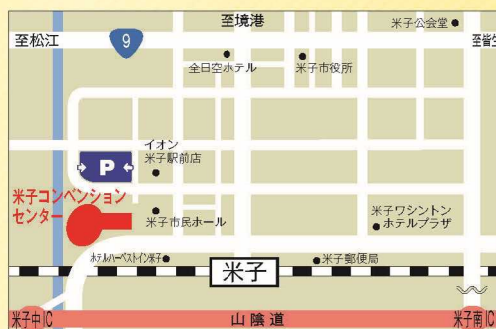 至境港
米子公会堂
至松江
9
至皆生
全日空ホテル
米子市役所
イオン
米子駅前店
P
米子コンベンション
センター
米子市民ホール
米子ワシントン
ホテルプラザ
ホテルハーベストイン米子
米子郵便局
米子
米子中IC
山陰道
米子南IC